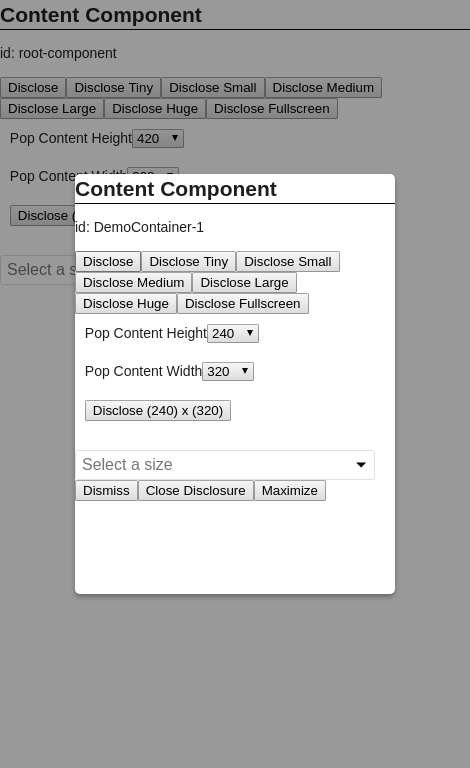 Content Component
id: root-component
Disclose Disclose Tiny Disclose Small Disclose Medium
Disclose Large Disclose Huge Disclose Fullscreen
Pop Content Height 420
Pop Content Width
Disclose (
Select a s
Content Component
id: DemoContainer-1
Disclose Disclose Tiny Disclose Small
Disclose Medium Disclose Large
Disclose Huge Disclose Fullscreen
Pop Content Height 240
Pop Content Width 320
Disclose (240) x (320)
Select a size
Dismiss Close Disclosure Maximize